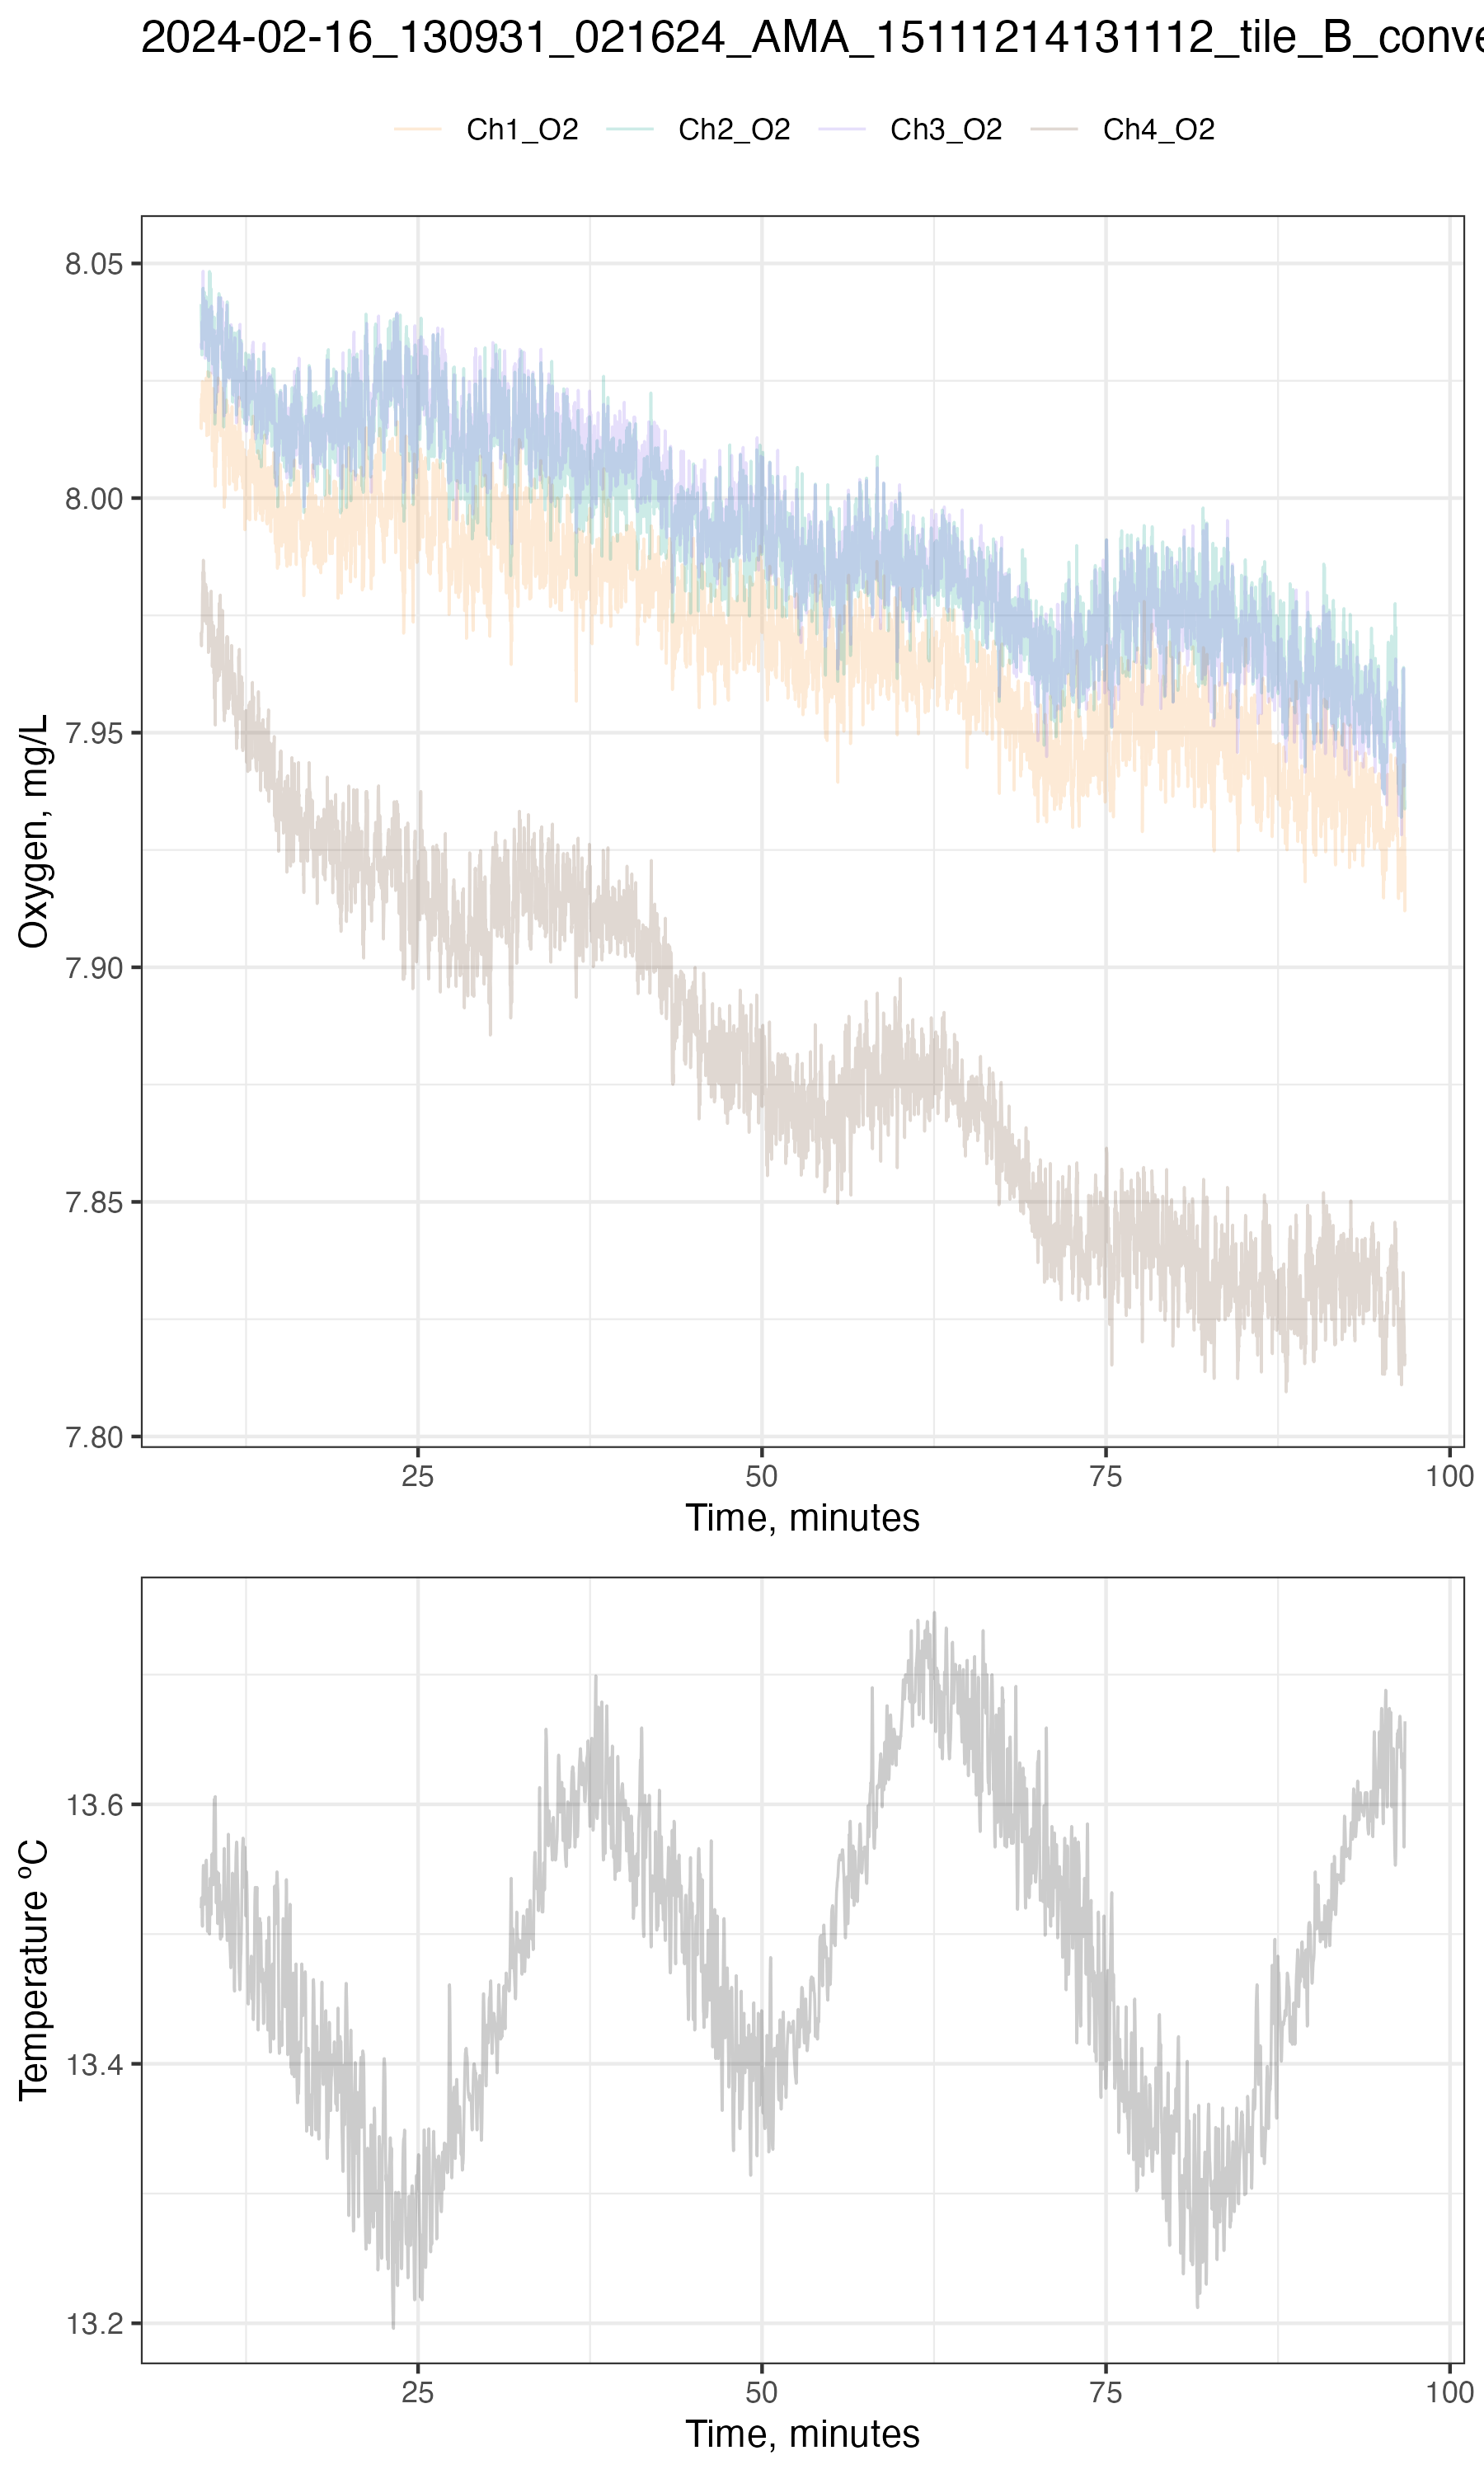 2024-02-16_130931_021624_AMA_15111214131112_tile_B_conve
Ch1_O2 Ch2_O2 Ch3_O2 Ch4_O2
8.05
8.00
7.95
7.90
7.85
7.80
Oxygen, mg/L
25 50 75 100
Time, minutes
13.6
13.4
13.2
Temperature ºC
25 50 75 100
Time, minutes